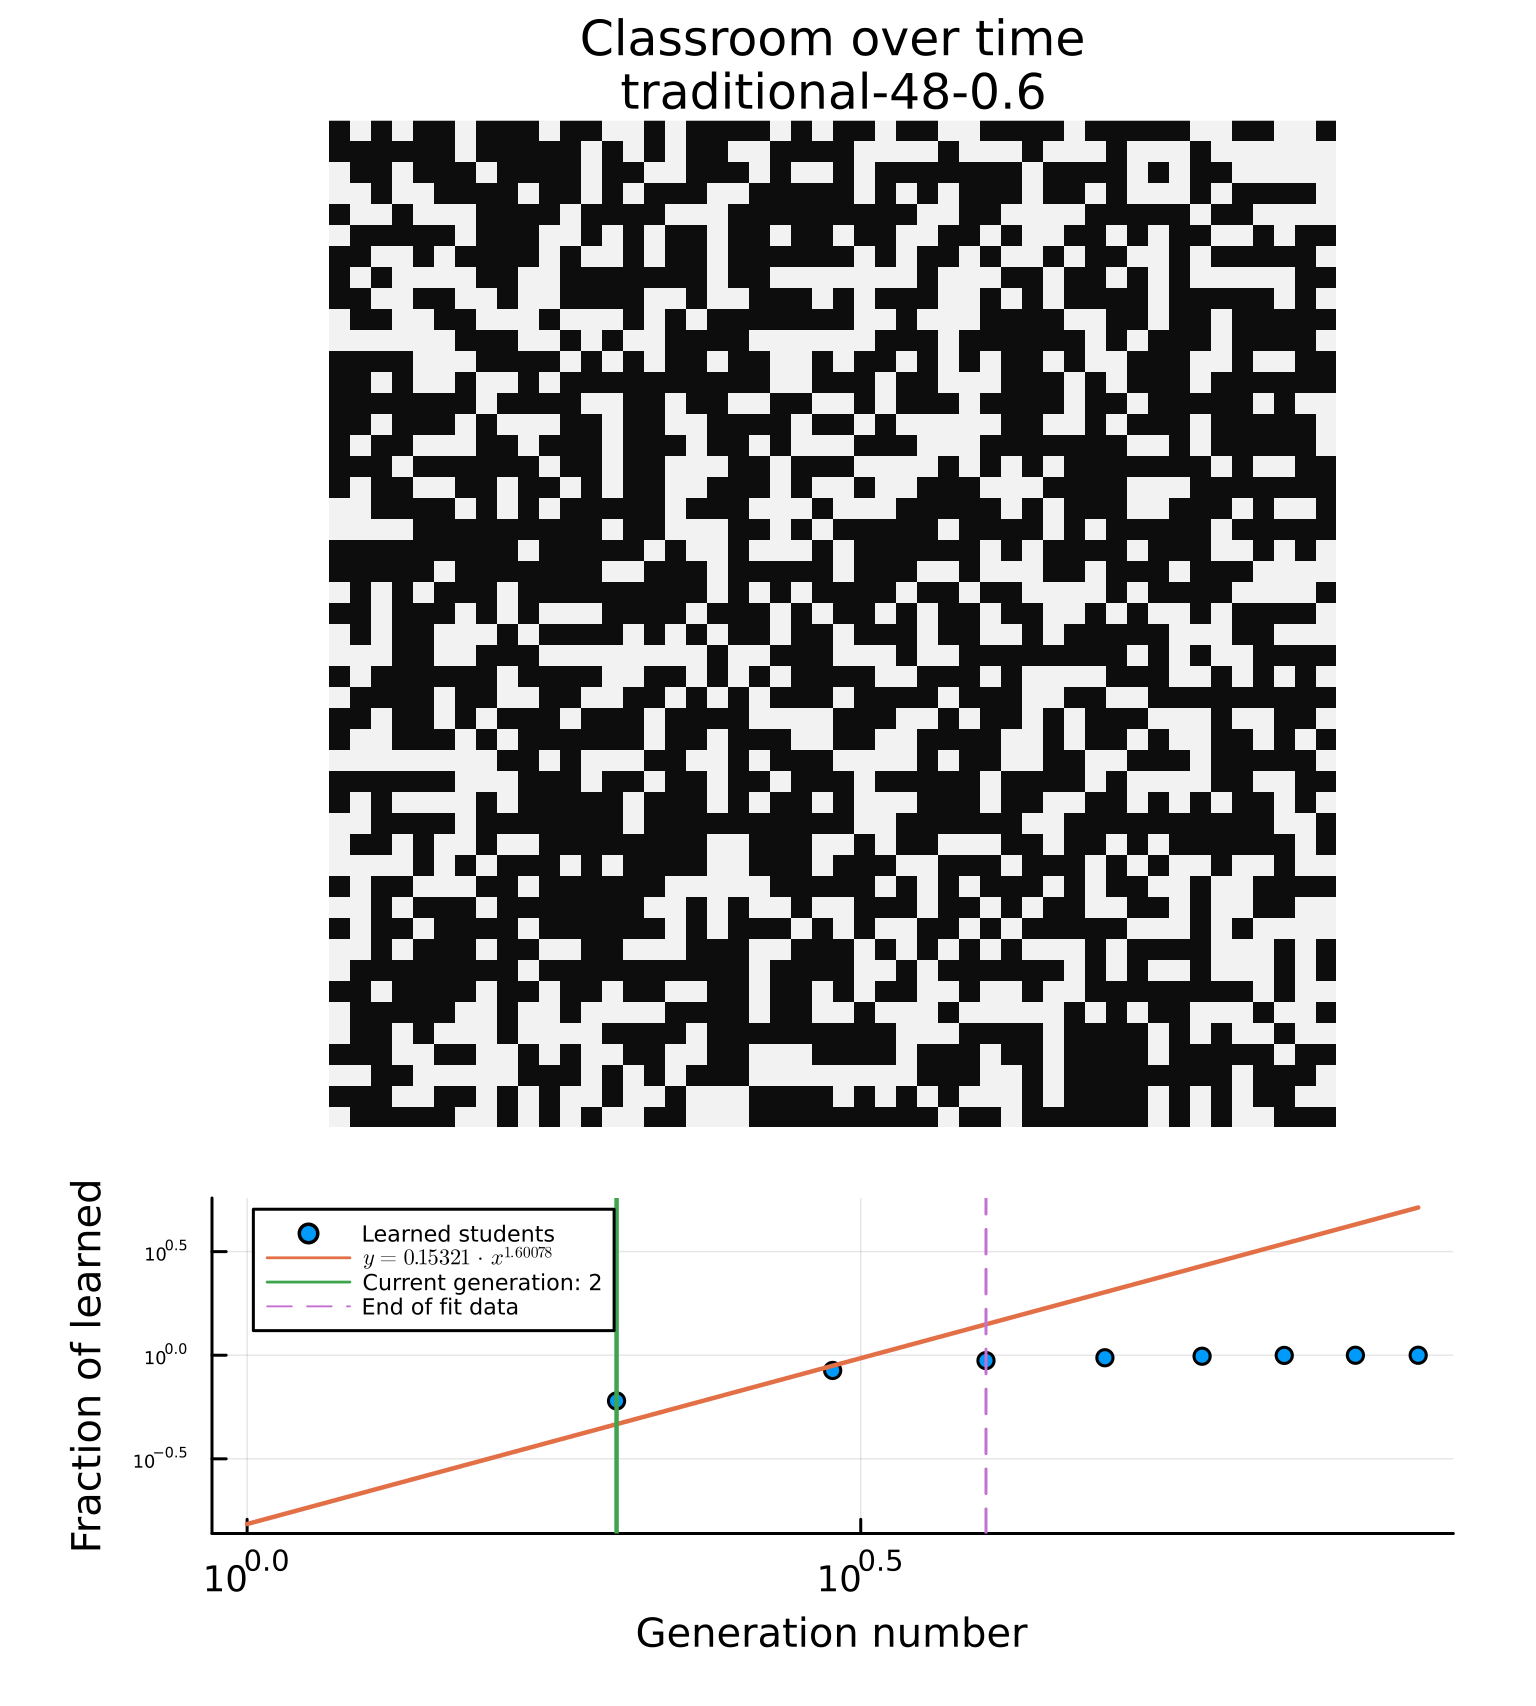 Classroom over time
traditional-48-0.6
Fraction of learned
10^0.5
10^0.0
10^−0.5
Learned students
y = 0.15321 · x^1.60078
Current generation: 2
End of fit data
10^0.0
10^0.5
Generation number